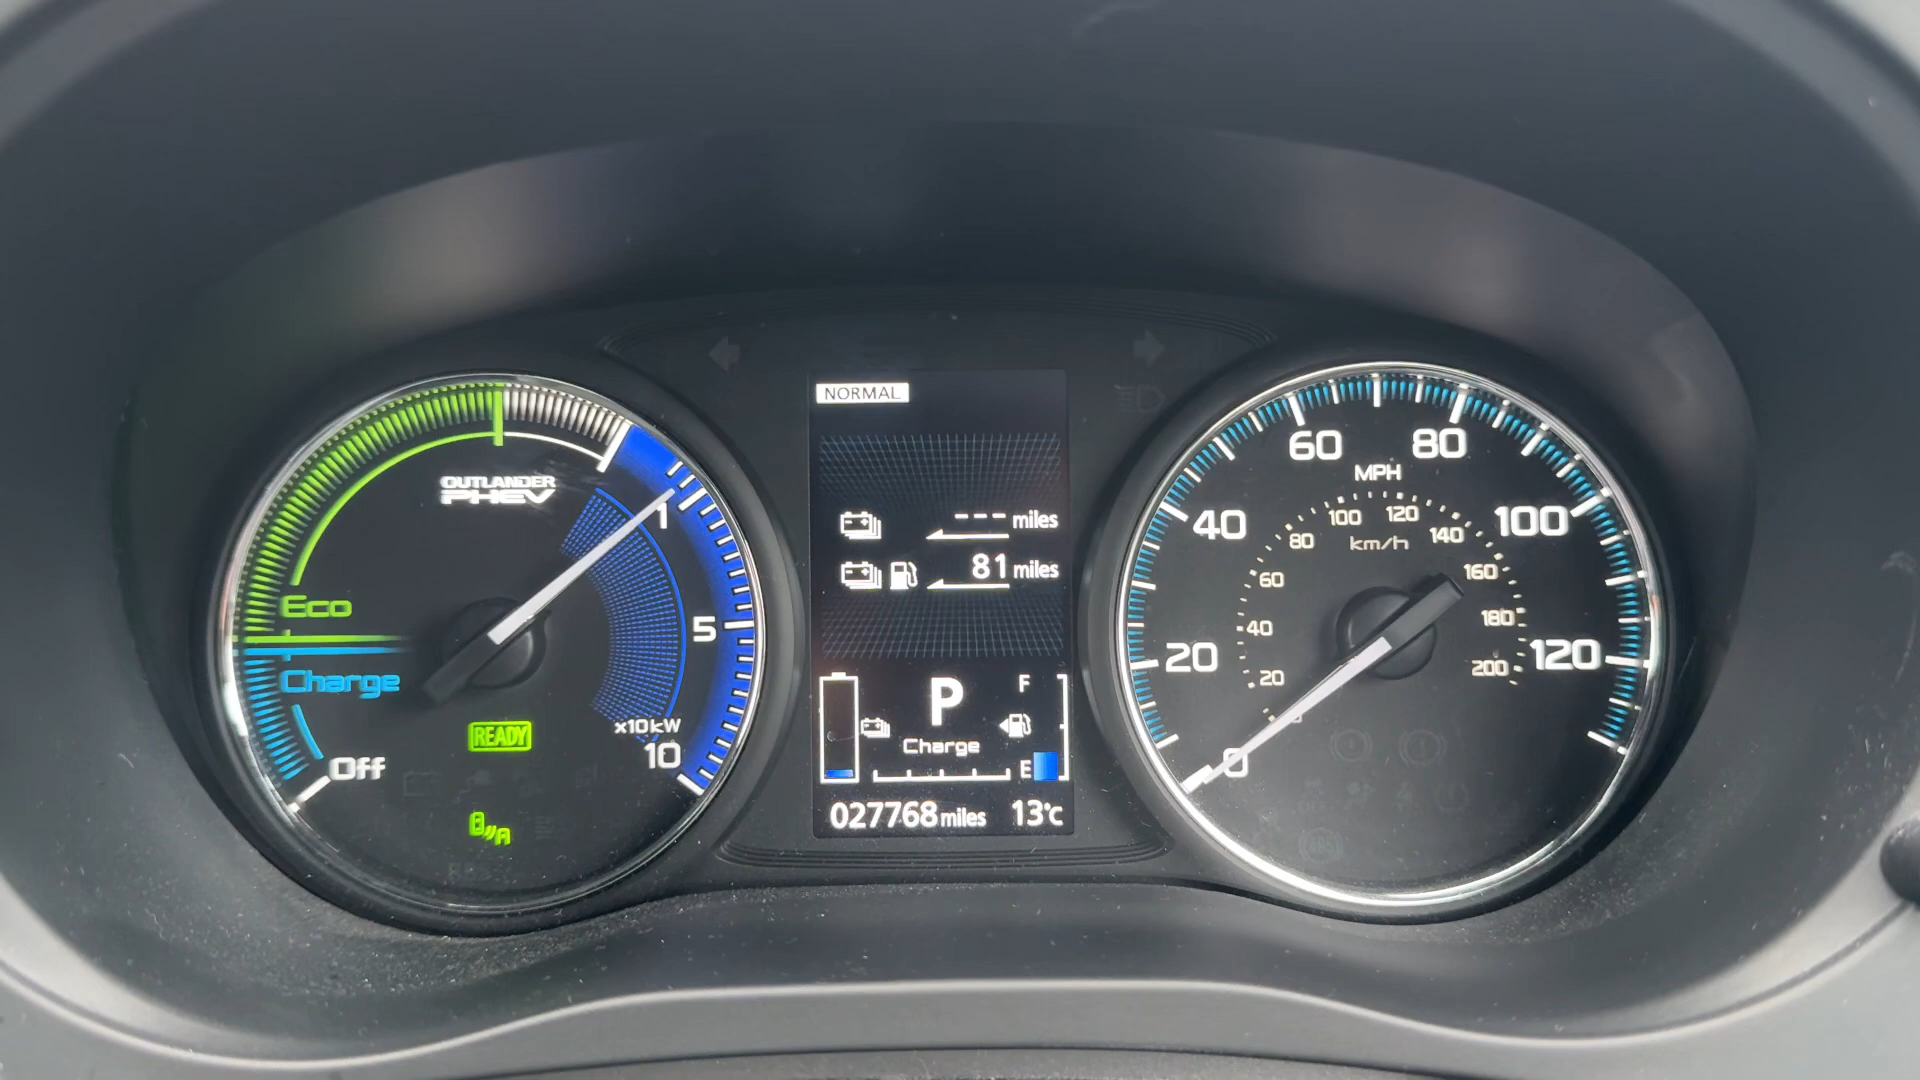 OUTLANDER
PHEV
Eco
Charge
Off
READY
A
1
5
x10kW
10
NORMAL
--- miles
81 miles
P
Charge
F
E
027768 miles 13°C
0
20
40
60
80
100
120
MPH
km/h
20
40
60
80
100
120
140
160
180
200
ABS